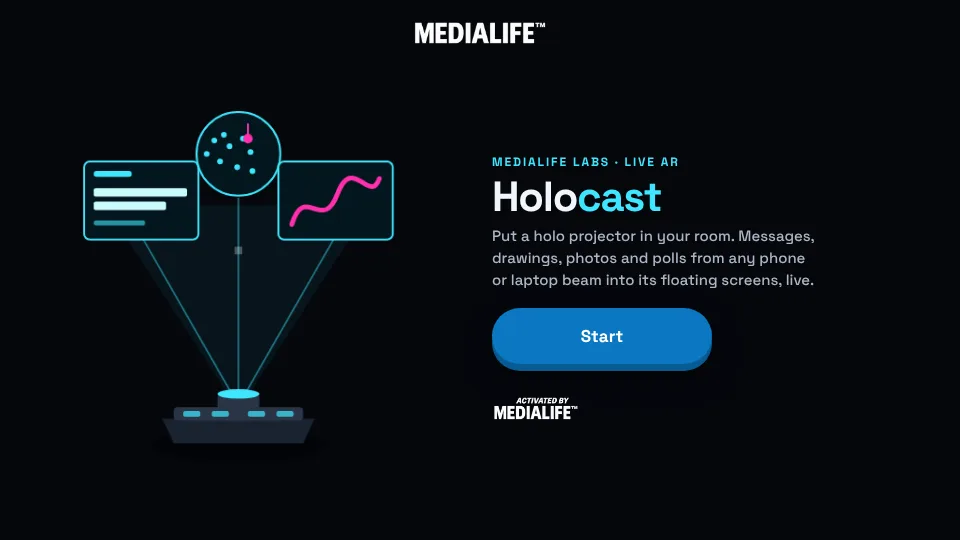 MEDIALIFE™
MEDIALIFE LABS · LIVE AR
Holocast
Put a holo projector in your room. Messages,
drawings, photos and polls from any phone
or laptop beam into its floating screens, live.
Start
ACTIVATED BY
MEDIALIFE™